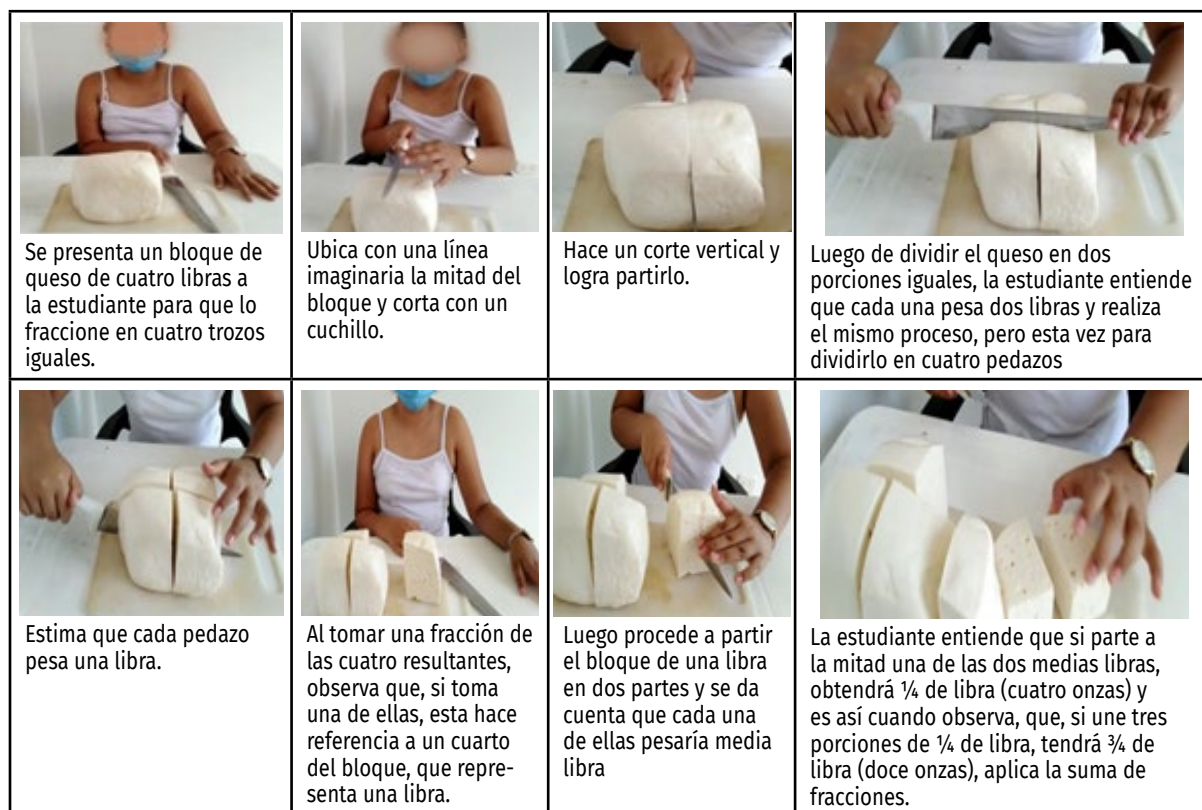 Se presenta un bloque de
queso de cuatro libras a
la estudiante para que lo
fraccione en cuatro trozos
iguales.
Ubica con una línea
imaginaria la mitad del
bloque y corta con un
cuchillo.
Hace un corte vertical y
logra partirlo.
Luego de dividir el queso en dos
porciones iguales, la estudiante entiende
que cada una pesa dos libras y realiza
el mismo proceso, pero esta vez para
dividirlo en cuatro pedazos
Estima que cada pedazo
pesa una libra.
Al tomar una fracción de
las cuatro resultantes,
observa que, si toma
una de ellas, esta hace
referencia a un cuarto
del bloque, que repre-
senta una libra.
Luego procede a partir
el bloque de una libra
en dos partes y se da
cuenta que cada una
de ellas pesaría media
libra
La estudiante entiende que si parte a
la mitad una de las dos medias libras,
obtendrá ¼ de libra (cuatro onzas) y
es así cuando observa, que, si une tres
porciones de ¼ de libra, tendrá ¾ de
libra (doce onzas), aplica la suma de
fracciones.